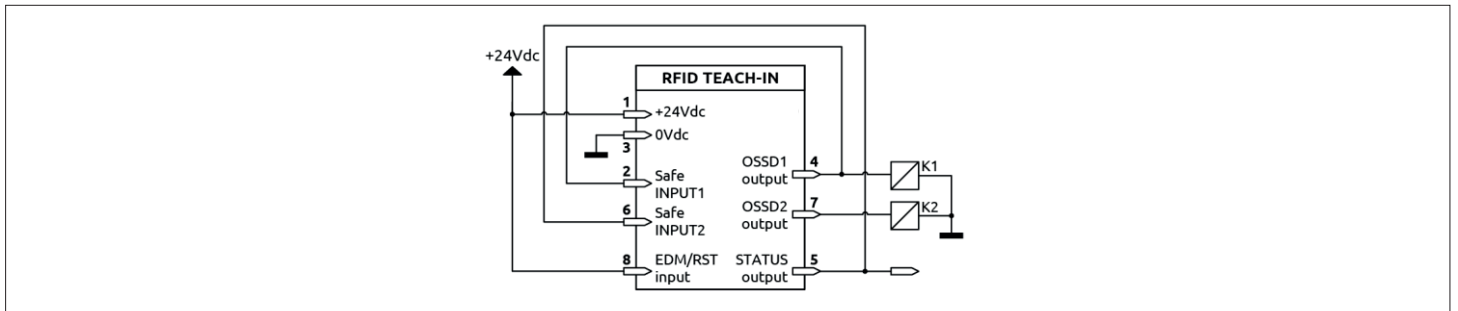 +24Vdc
RFID TEACH-IN
1
+24Vdc
0Vdc
3
2
Safe
INPUT1
6
Safe
INPUT2
8
EDM/RST
input
OSSD1
output
4
K1
OSSD2
output
7
K2
STATUS
output
5